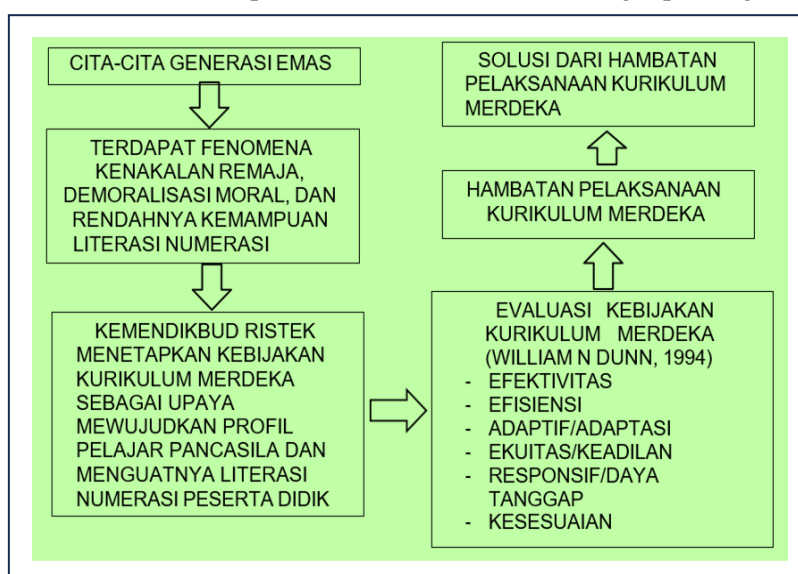 CITA-CITA GENERASI EMAS
TERDAPAT FENOMENA
KENAKALAN REMAJA,
DEMORALISASI MORAL, DAN
RENDAHNYA KEMAMPUAN
LITERASI NUMERASI
KEMENDIKBUD RISTEK
MENETAPKAN KEBIJAKAN
KURIKULUM MERDEKA
SEBAGAI UPAYA
MEWUJUDKAN PROFIL
PELAJAR PANCASILA DAN
MENGUATNYA LITERASI
NUMERASI PESERTA DIDIK
EVALUASI KEBIJAKAN
KURIKULUM MERDEKA
(WILLIAM N DUNN, 1994)
- EFEKTIVITAS
- EFISIENSI
- ADAPTIF/ADAPTASI
- EKUITAS/KEADILAN
- RESPONSIF/DAYA
TANGGAP
- KESESUAIAN
HAMBATAN PELAKSANAAN
KURIKULUM MERDEKA
SOLUSI DARI HAMBATAN
PELAKSANAAN KURIKULUM
MERDEKA